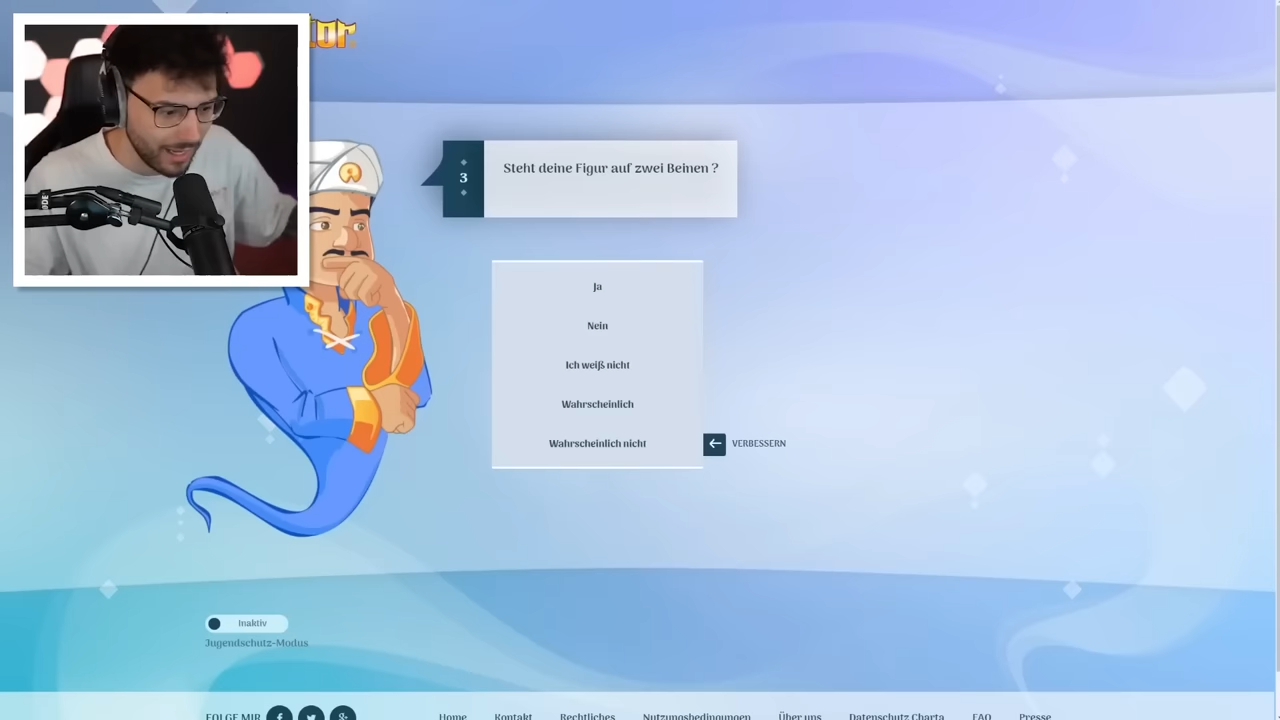 tor
3
Steht deine Figur auf zwei Beinen ?
Ja
Nein
Ich weiß nicht
Wahrscheinlich
Wahrscheinlich nicht
VERBESSERN
Inaktiv
Jugendschutz-Modus
FOLGE MIR
Home Kontakt Rechtliches Nutzungsbedingungen Über uns Datenschutz Charta FAQ Presse